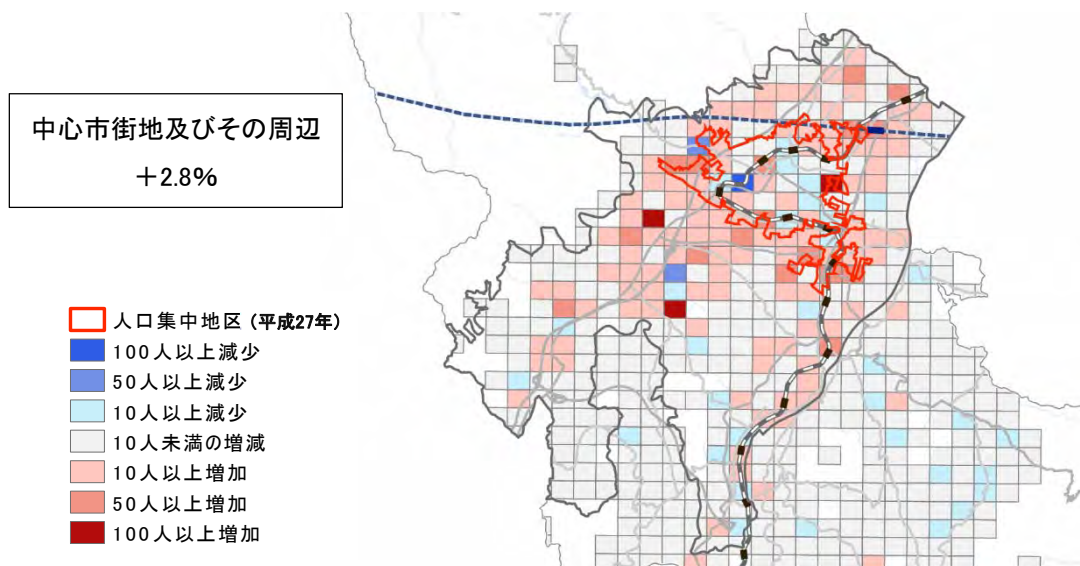 中心市街地及びその周辺
＋2.8%
人口集中地区（平成27年）
100人以上減少
50人以上減少
10人以上減少
10人未満の増減
10人以上増加
50人以上増加
100人以上増加